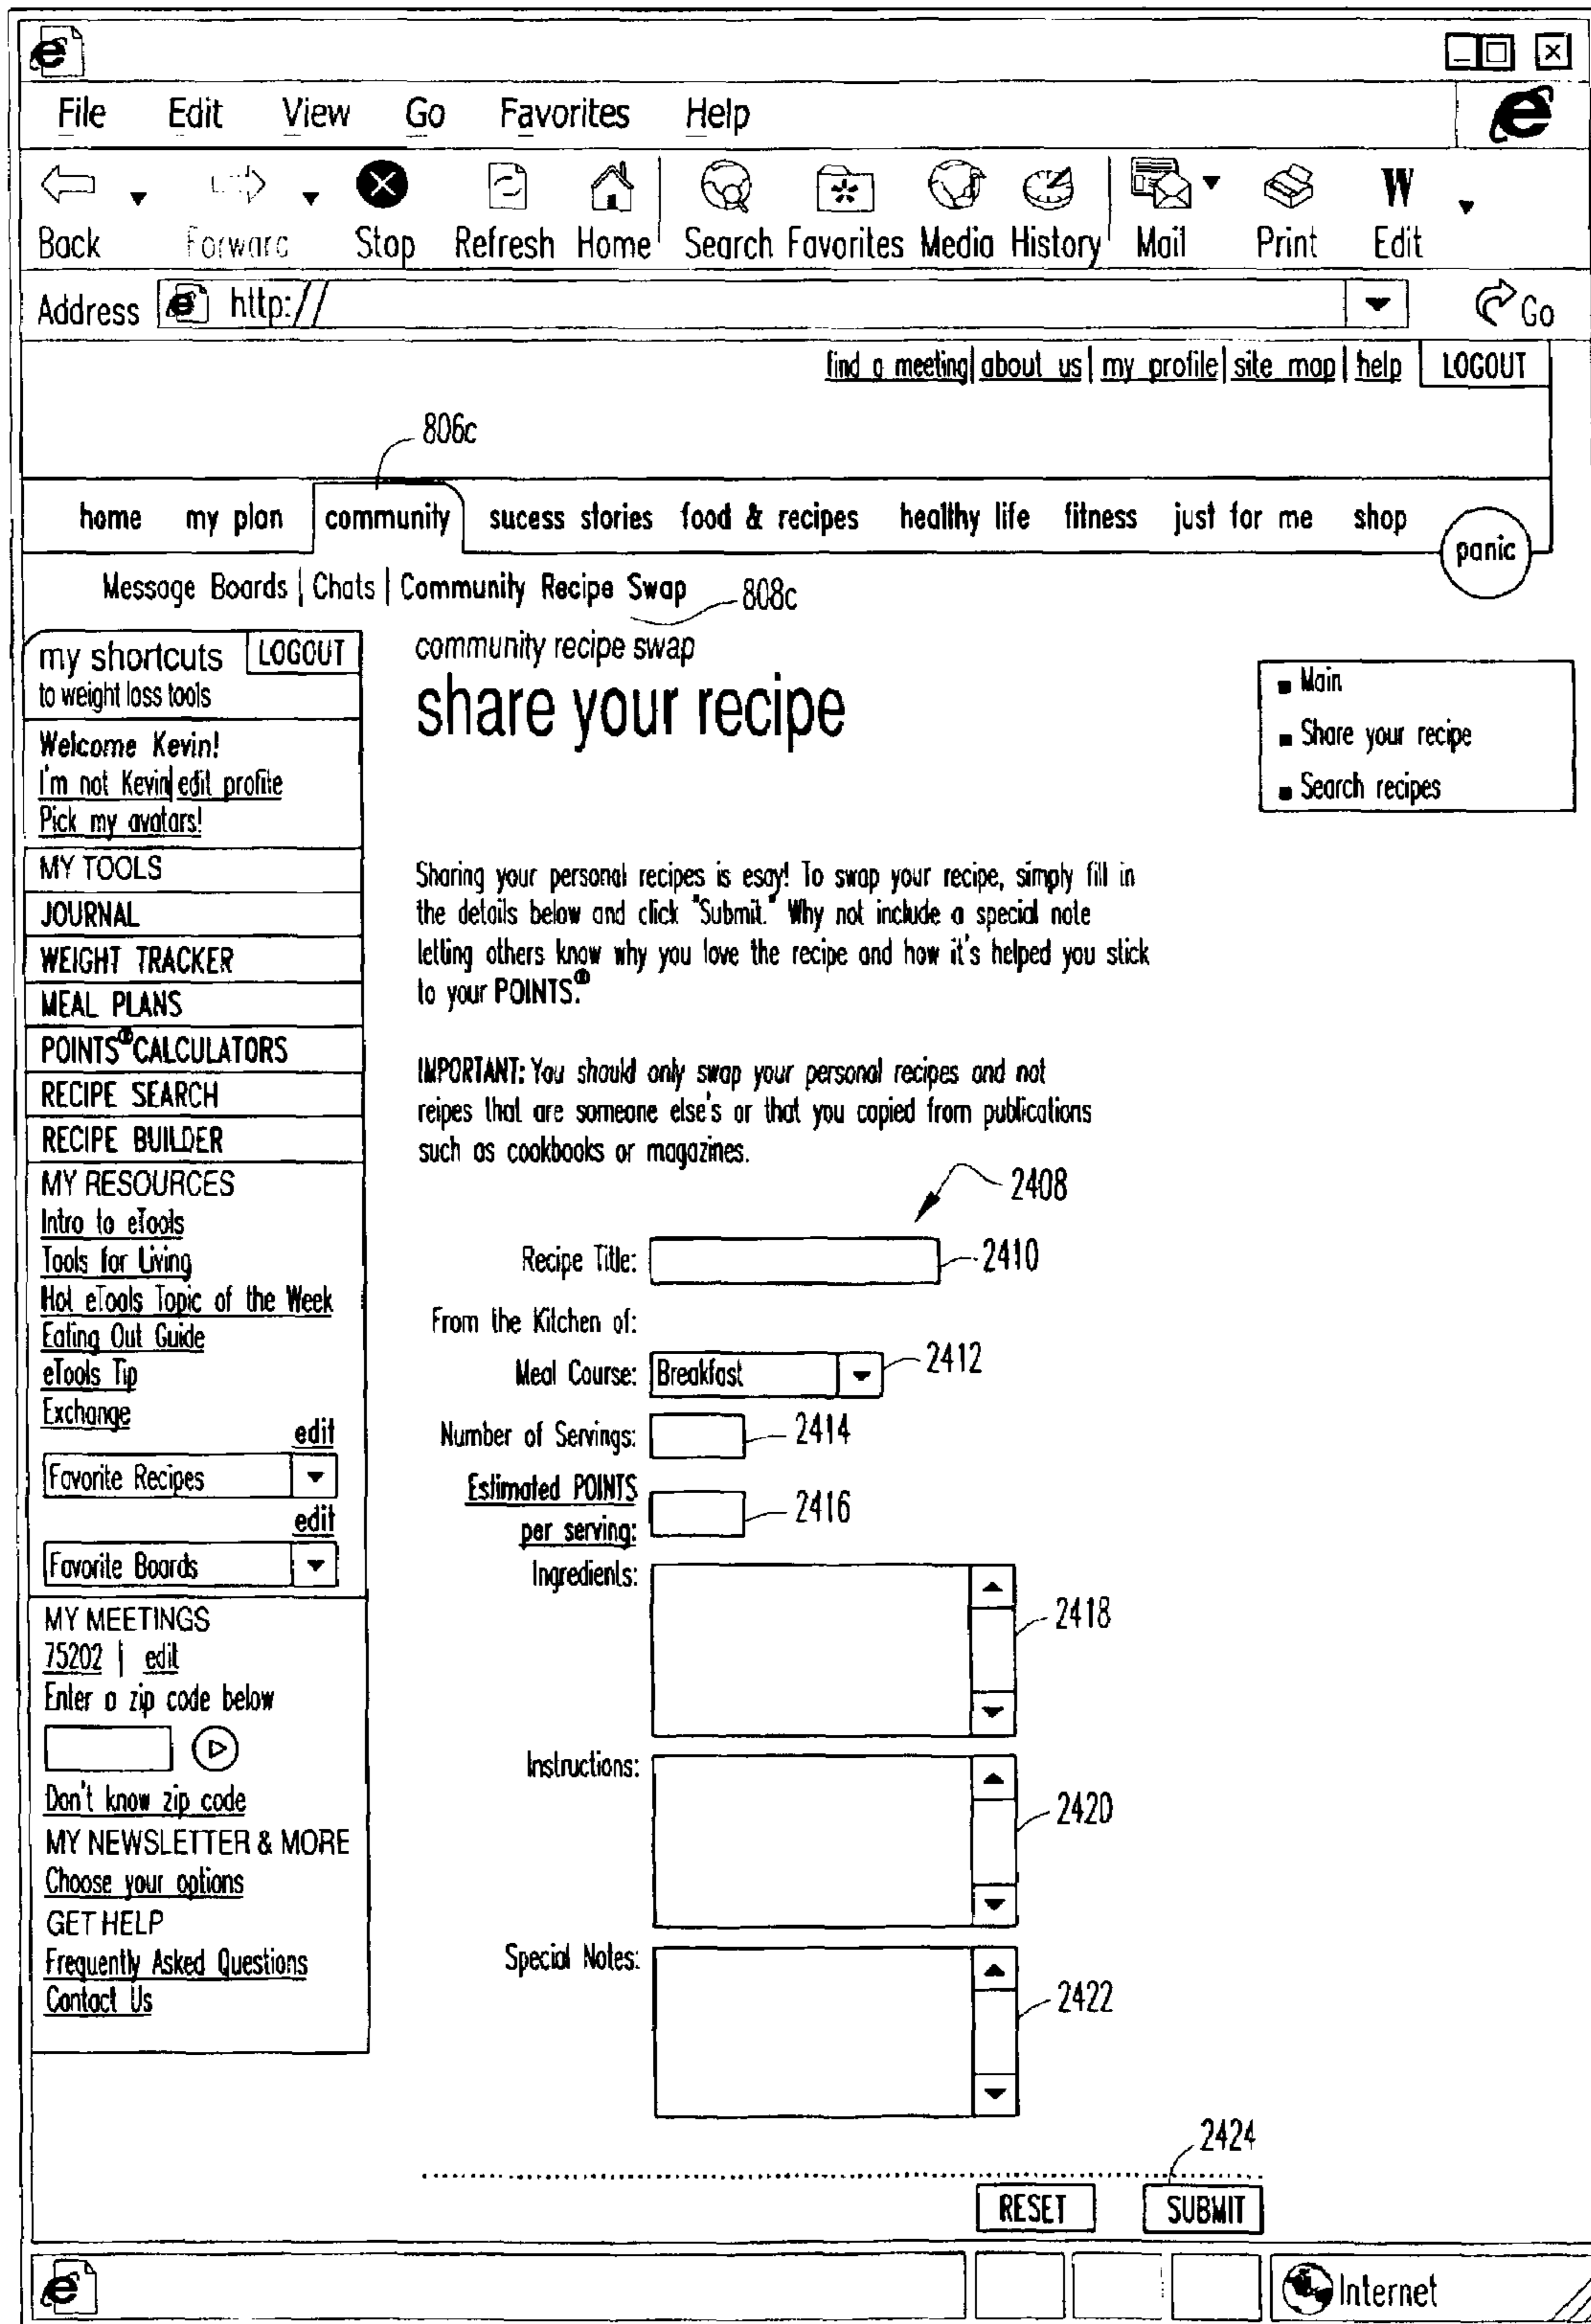 File Edit View Go Favorites Help
Back Forward Stop Refresh Home Search Favorites Media History Mail Print Edit
Address http:// Go
find a meeting | about us | my profile | site map | help LOGOUT
806c
home my plan community sucess stories food & recipes healthy life fitness just for me shop panic
Message Boards | Chats | Community Recipe Swap 808c
my shortcuts LOGOUT
to weight loss tools
Welcome Kevin!
I'm not Kevin | edit profile
Pick my avatars!
MY TOOLS
JOURNAL
WEIGHT TRACKER
MEAL PLANS
POINTS® CALCULATORS
RECIPE SEARCH
RECIPE BUILDER
MY RESOURCES
Intro to eTools
Tools for Living
Hot eTools Topic of the Week
Eating Out Guide
eTools Tip
Exchange
edit
Favorite Recipes
edit
Favorite Boards
MY MEETINGS
75202 | edit
Enter a zip code below
Don't know zip code
MY NEWSLETTER & MORE
Choose your options
GET HELP
Frequently Asked Questions
Contact Us
community recipe swap
share your recipe
Main
Share your recipe
Search recipes
Sharing your personal recipes is esay! To swap your recipe, simply fill in
the details below and click "Submit." Why not include a special note
letting others know why you love the recipe and how it's helped you stick
to your POINTS.®
IMPORTANT: You should only swap your personal recipes and not
reipes that are someone else's or that you copied from publications
such as cookbooks or magazines.
2408
Recipe Title: 2410
From the Kitchen of:
Meal Course: Breakfast 2412
Number of Servings: 2414
Estimated POINTS
per serving: 2416
Ingredients: 2418
Instructions: 2420
Special Notes: 2422
2424
RESET SUBMIT
Internet